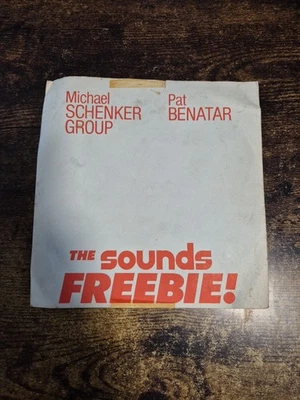 Michael
SCHENKER
GROUP
Pat
BENATAR
THE sounds
FREEBIE!